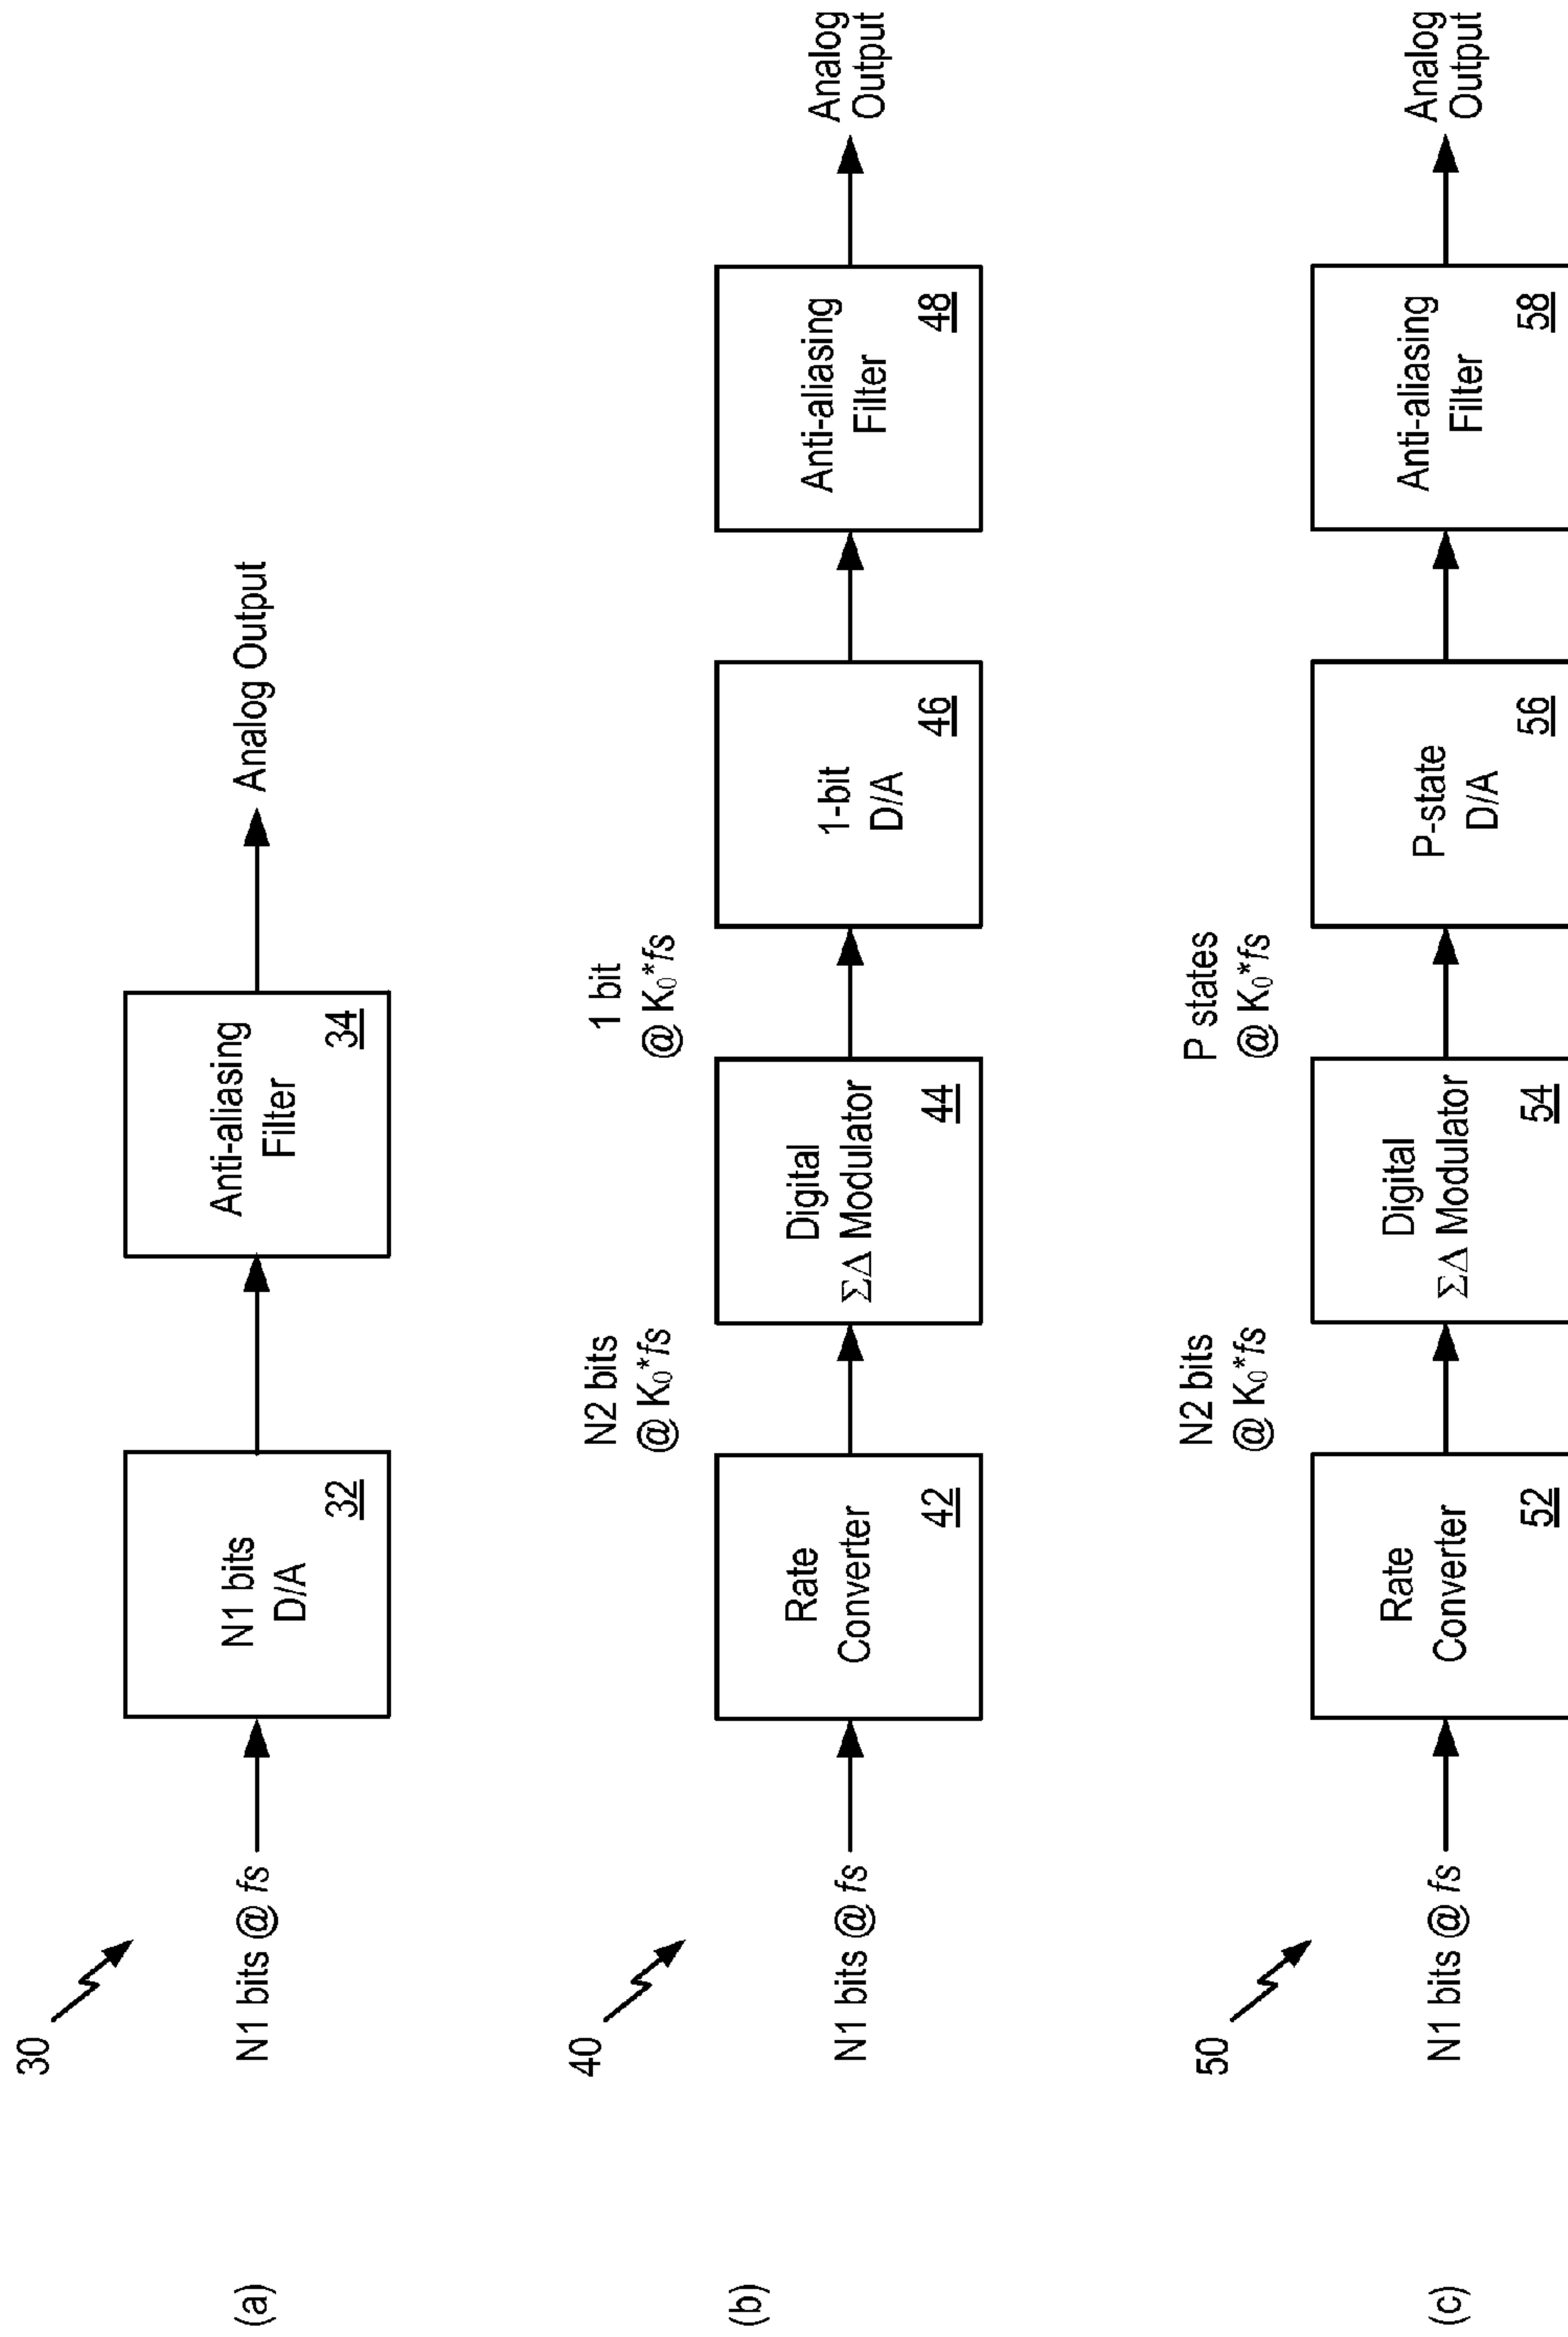 30
(a)
N1 bits @ fs
N1 bits
D/A
32
Anti-aliasing
Filter
34
Analog Output
40
(b)
N1 bits @ fs
Rate
Converter
42
N2 bits
@ K₀*fs
Digital
ΣΔ Modulator
44
1 bit
@ K₀*fs
1-bit
D/A
46
Anti-aliasing
Filter
48
Analog
Output
50
(c)
N1 bits @ fs
Rate
Converter
52
N2 bits
@ K₀*fs
Digital
ΣΔ Modulator
54
P states
@ K₀*fs
P-state
D/A
56
Anti-aliasing
Filter
58
Analog
Output